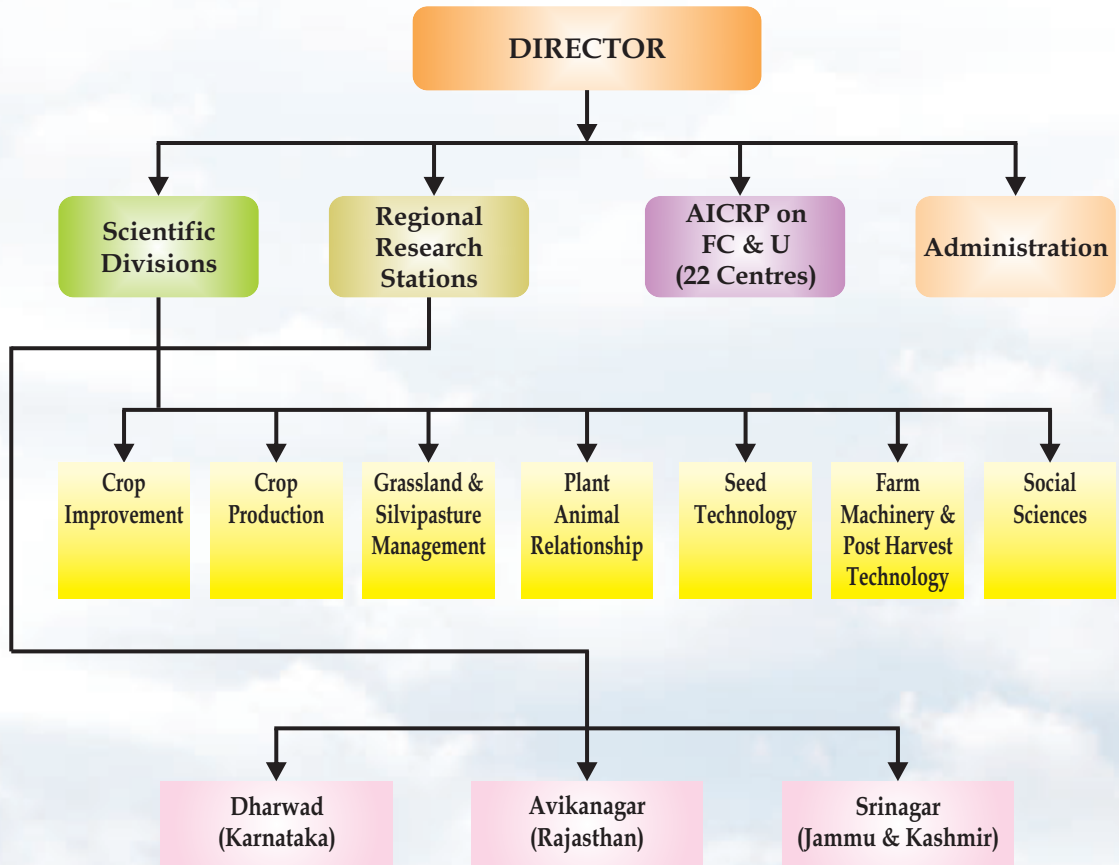 DIRECTOR
Scientific
Divisions
Regional
Research
Stations
AICRP on
FC & U
(22 Centres)
Administration
Crop
Improvement
Crop
Production
Grassland &
Silvipasture
Management
Plant
Animal
Relationship
Seed
Technology
Farm
Machinery &
Post Harvest
Technology
Social
Sciences
Dharwad
(Karnataka)
Avikanagar
(Rajasthan)
Srinagar
(Jammu & Kashmir)